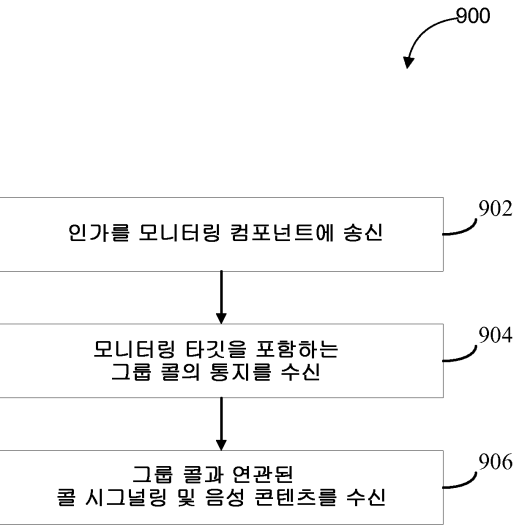 900
인가를 모니터링 컴포넌트에 송신
902
모니터링 타깃을 포함하는
그룹 콜의 통지를 수신
904
그룹 콜과 연관된
콜 시그널링 및 음성 콘텐츠를 수신
906